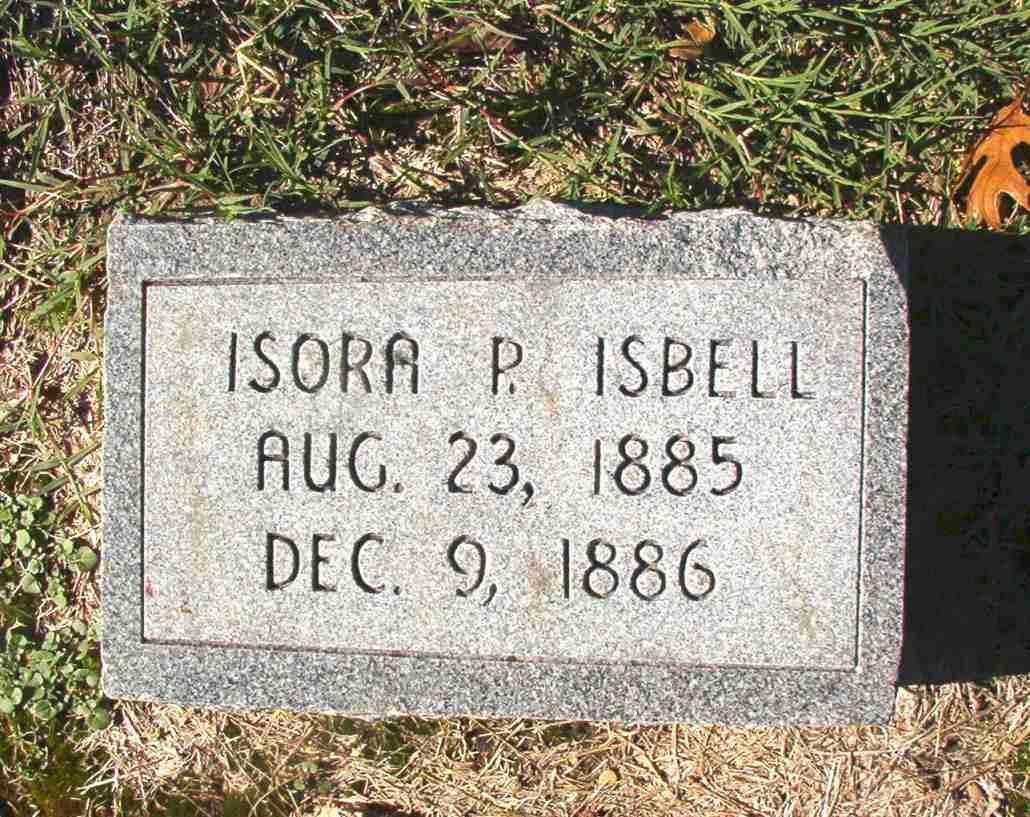 ISORA P. ISBELL
AUG. 23, 1885
DEC. 9, 1886